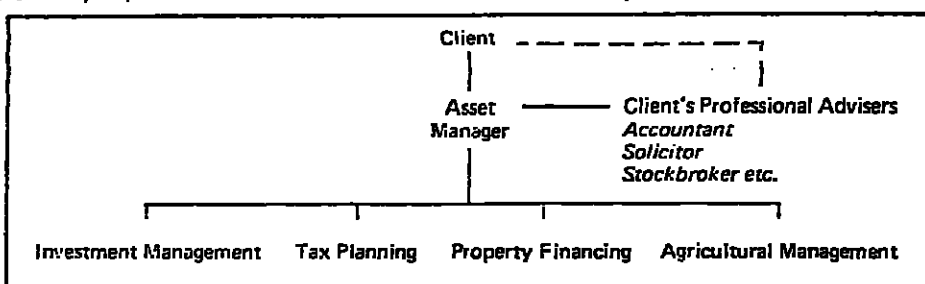 Client
Asset
Manager
Client's Professional Advisers
Accountant
Solicitor
Stockbroker etc.
Investment Management Tax Planning Property Financing Agricultural Management